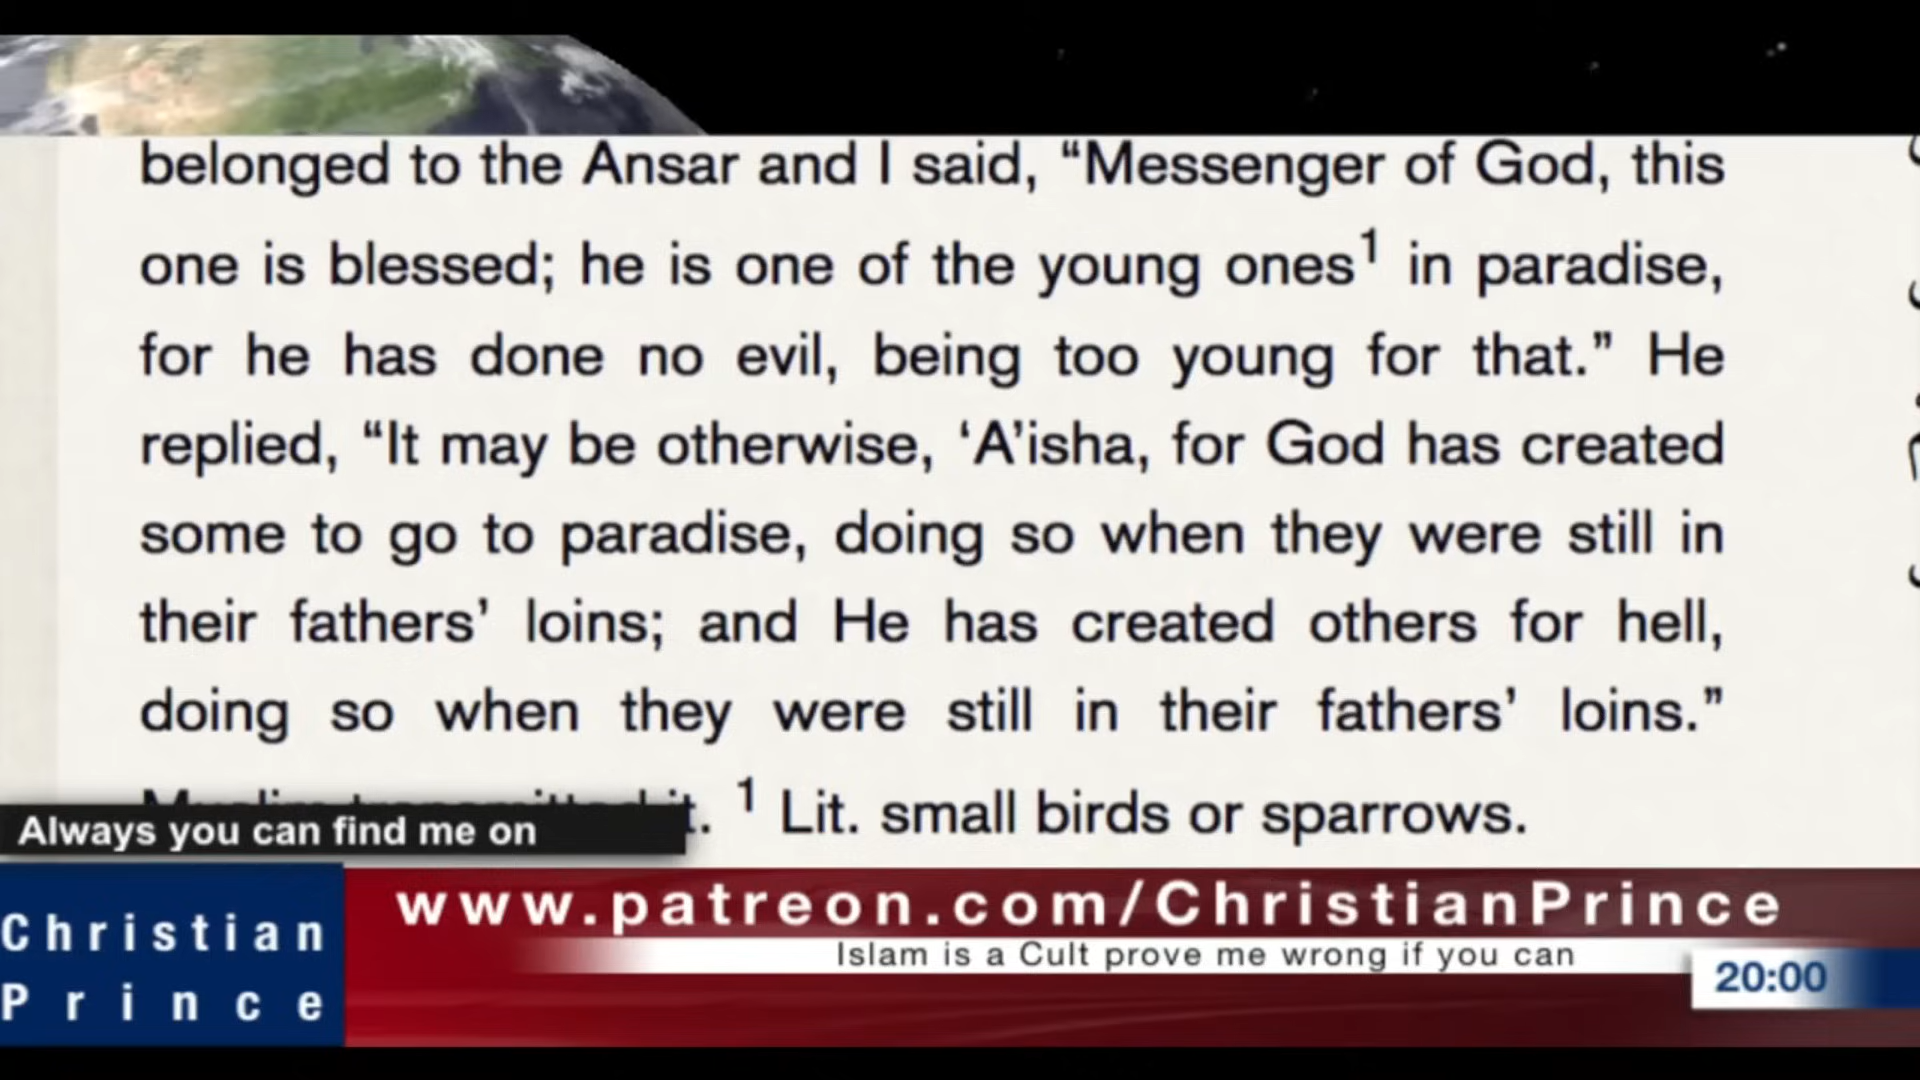 belonged to the Ansar and I said, “Messenger of God, this
one is blessed; he is one of the young ones¹ in paradise,
for he has done no evil, being too young for that.” He
replied, “It may be otherwise, ‘A’isha, for God has created
some to go to paradise, doing so when they were still in
their fathers’ loins; and He has created others for hell,
doing so when they were still in their fathers’ loins.”
Muslim transmitted it. ¹ Lit. small birds or sparrows.
Always you can find me on
Christian
Prince
www.patreon.com/ChristianPrince
Islam is a Cult prove me wrong if you can
20:00